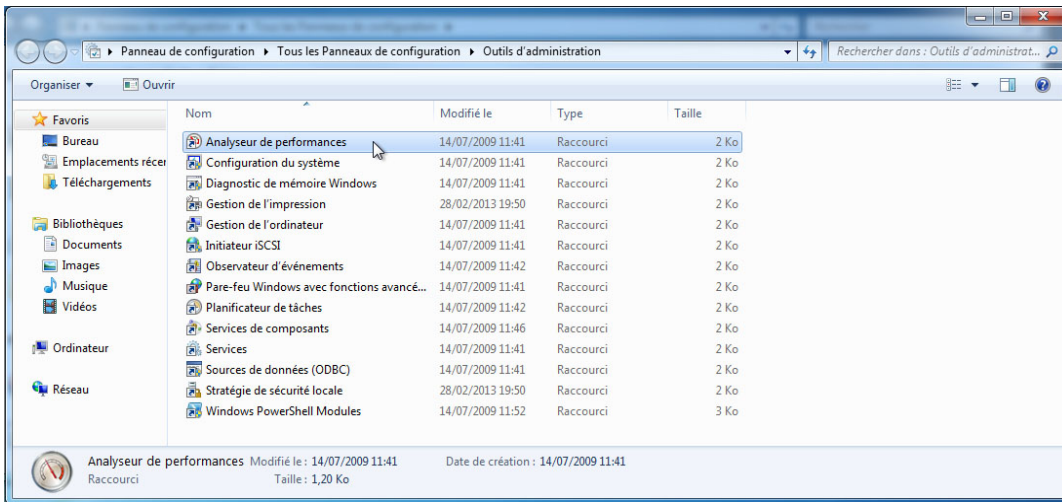 Panneau de configuration ▸ Tous les Panneaux de configuration ▸ Outils d'administration
Rechercher dans : Outils d'administrat...
Organiser Ouvrir
Nom Modifié le Type Taille
Favoris
Bureau
Emplacements récer
Téléchargements
Bibliothèques
Documents
Images
Musique
Vidéos
Ordinateur
Réseau
Analyseur de performances 14/07/2009 11:41 Raccourci 2 Ko
Configuration du système 14/07/2009 11:41 Raccourci 2 Ko
Diagnostic de mémoire Windows 14/07/2009 11:41 Raccourci 2 Ko
Gestion de l'impression 28/02/2013 19:50 Raccourci 2 Ko
Gestion de l'ordinateur 14/07/2009 11:41 Raccourci 2 Ko
Initiateur iSCSI 14/07/2009 11:41 Raccourci 2 Ko
Observateur d'événements 14/07/2009 11:42 Raccourci 2 Ko
Pare-feu Windows avec fonctions avancé... 14/07/2009 11:41 Raccourci 2 Ko
Planificateur de tâches 14/07/2009 11:42 Raccourci 2 Ko
Services de composants 14/07/2009 11:46 Raccourci 2 Ko
Services 14/07/2009 11:41 Raccourci 2 Ko
Sources de données (ODBC) 14/07/2009 11:41 Raccourci 2 Ko
Stratégie de sécurité locale 28/02/2013 19:50 Raccourci 2 Ko
Windows PowerShell Modules 14/07/2009 11:52 Raccourci 3 Ko
Analyseur de performances Modifié le : 14/07/2009 11:41 Date de création : 14/07/2009 11:41
Raccourci Taille : 1,20 Ko